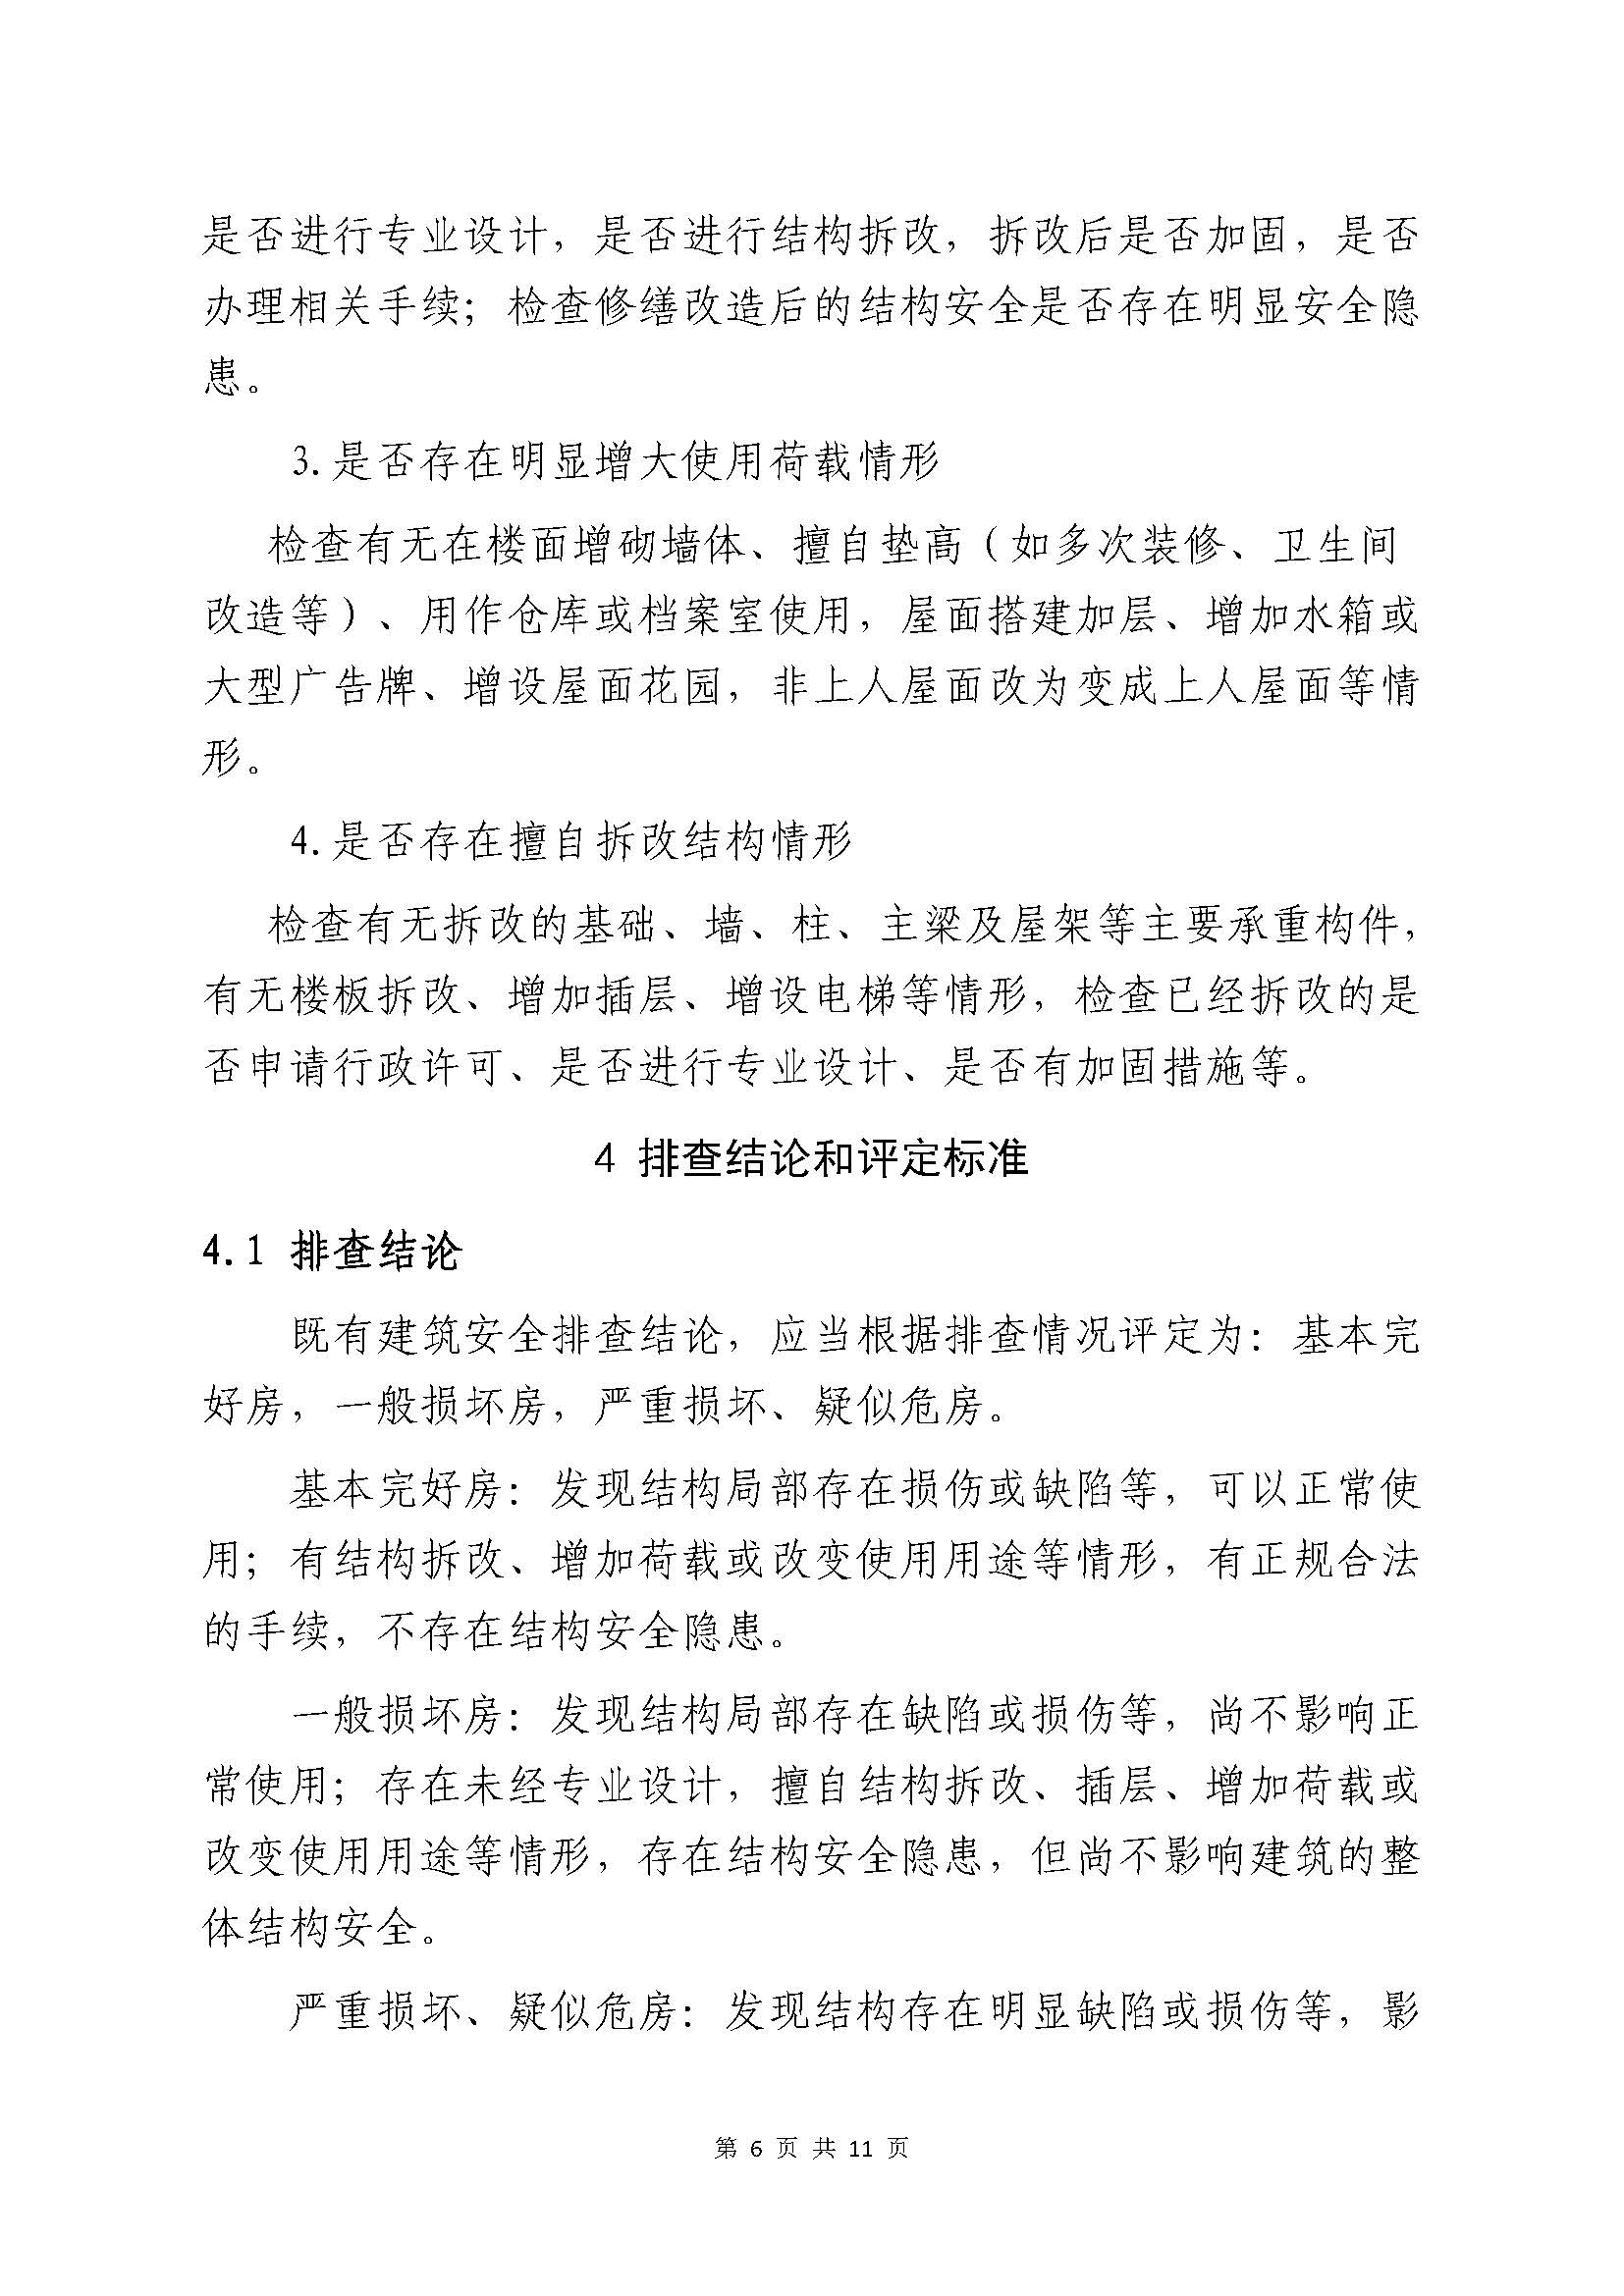 是否进行专业设计，是否进行结构拆改，拆改后是否加固，是否
办理相关手续；检查修缮改造后的结构安全是否存在明显安全隐
患。
3.是否存在明显增大使用荷载情形
检查有无在楼面增砌墙体、擅自垫高（如多次装修、卫生间
改造等）、用作仓库或档案室使用，屋面搭建加层、增加水箱或
大型广告牌、增设屋面花园，非上人屋面改为变成上人屋面等情
形。
4.是否存在擅自拆改结构情形
检查有无拆改的基础、墙、柱、主梁及屋架等主要承重构件，
有无楼板拆改、增加插层、增设电梯等情形，检查已经拆改的是
否申请行政许可、是否进行专业设计、是否有加固措施等。
4 排查结论和评定标准
4.1 排查结论
既有建筑安全排查结论，应当根据排查情况评定为：基本完
好房，一般损坏房，严重损坏、疑似危房。
基本完好房：发现结构局部存在损伤或缺陷等，可以正常使
用；有结构拆改、增加荷载或改变使用用途等情形，有正规合法
的手续，不存在结构安全隐患。
一般损坏房：发现结构局部存在缺陷或损伤等，尚不影响正
常使用；存在未经专业设计，擅自结构拆改、插层、增加荷载或
改变使用用途等情形，存在结构安全隐患，但尚不影响建筑的整
体结构安全。
严重损坏、疑似危房：发现结构存在明显缺陷或损伤等，影
第 6 页 共 11 页